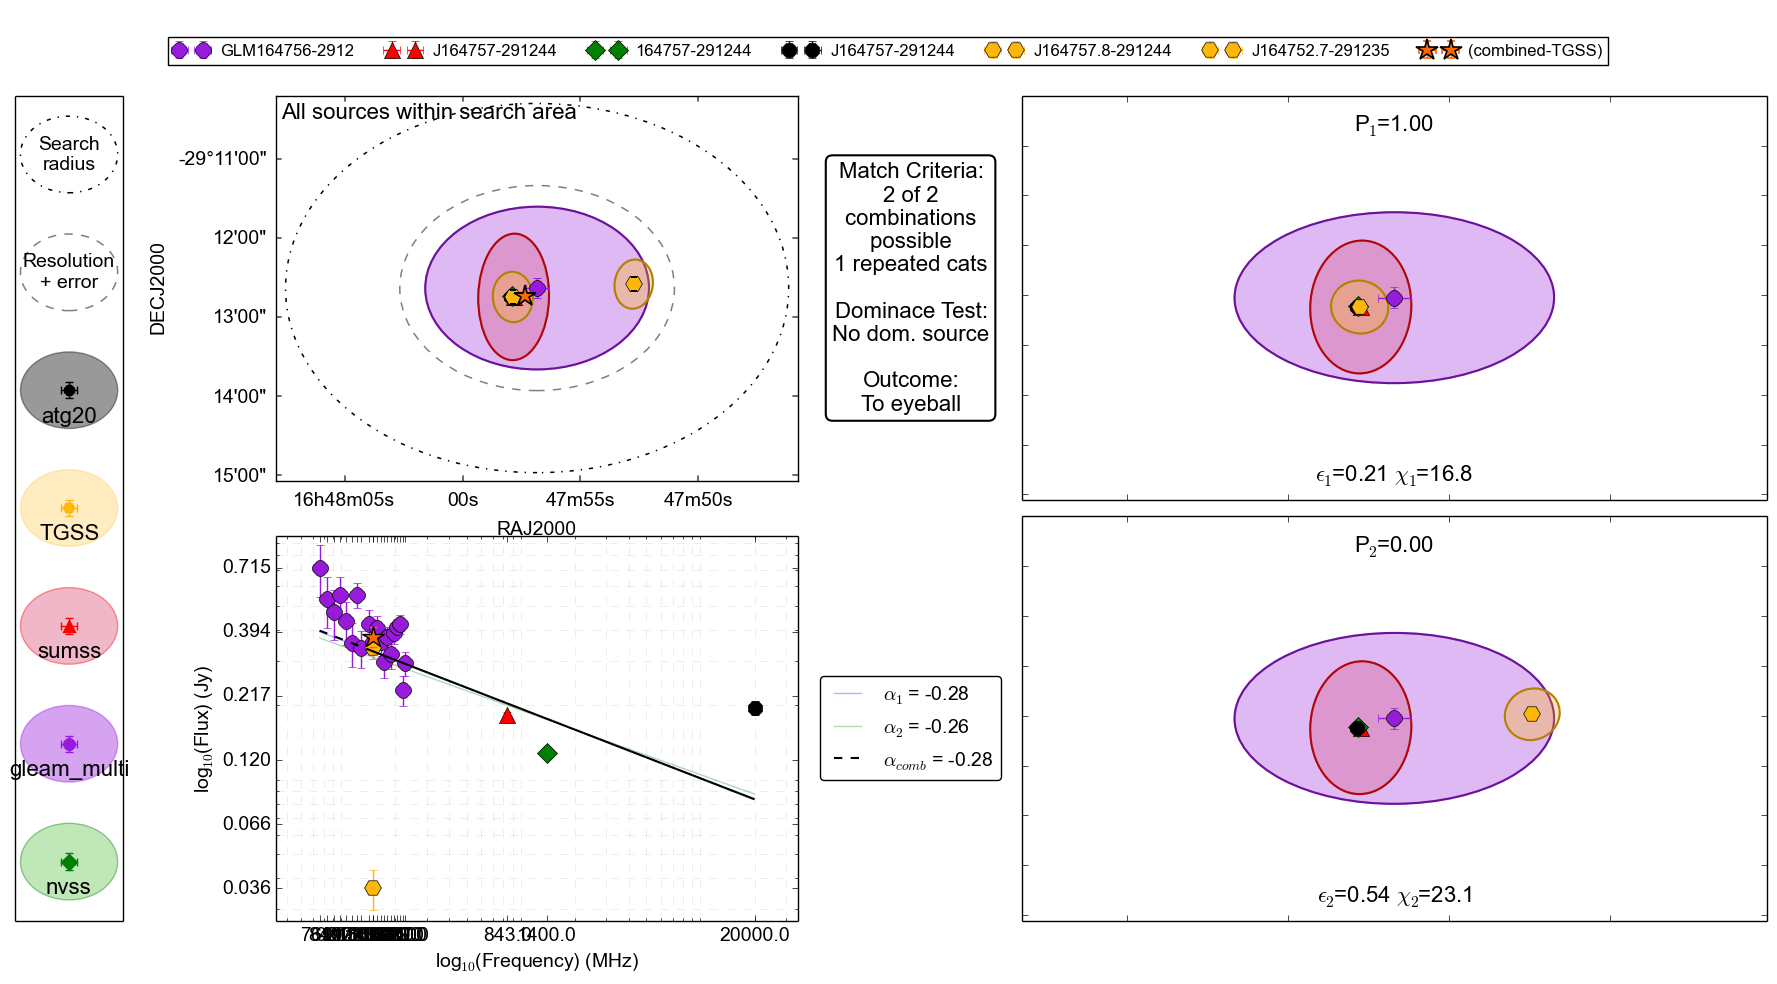 GLM164756-2912 J164757-291244 164757-291244 J164757-291244 J164757.8-291244 J164752.7-291235 (combined-TGSS)
Search
radius
Resolution
+ error
atg20
TGSS
sumss
gleam_multi
nvss
All sources within search area
DECJ2000
-29°11'00"
12'00"
13'00"
14'00"
15'00"
16h48m05s 00s 47m55s 47m50s
RAJ2000
Match Criteria:
2 of 2
combinations
possible
1 repeated cats
Dominace Test:
No dom. source
Outcome:
To eyeball
P1=1.00
ϵ1=0.21 χ1=16.8
P2=0.00
ϵ2=0.54 χ2=23.1
log10(Flux) (Jy)
0.715
0.394
0.217
0.120
0.066
0.036
843.0 1400.0 20000.0
log10(Frequency) (MHz)
α1 = -0.28
α2 = -0.26
αcomb = -0.28